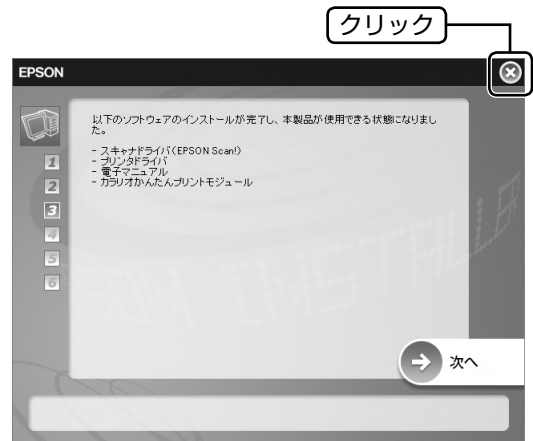 クリック
EPSON
以下のソフトウェアのインストールが完了し、本製品が使用できる状態になりまし
た。
- スキャナドライバ(EPSON Scan!)
- プリンタドライバ
- 電子マニュアル
- カラリオかんたんプリントモジュール
1
2
3
4
5
6
EPSON INSTALLER
次へ